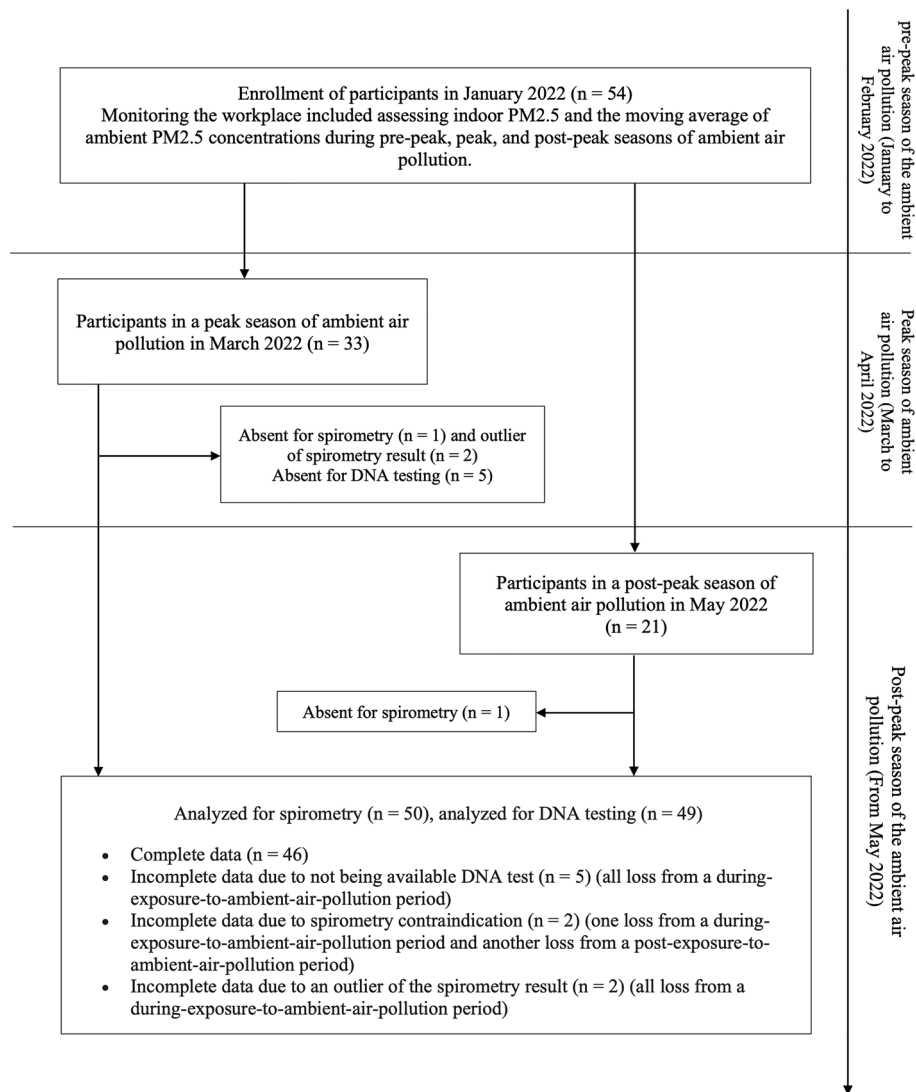 Enrollment of participants in January 2022 (n = 54)
Monitoring the workplace included assessing indoor PM2.5 and the moving average of
ambient PM2.5 concentrations during pre-peak, peak, and post-peak seasons of ambient air
pollution.
pre-peak season of the ambient
air pollution (January to
February 2022)
Participants in a peak season of ambient air
pollution in March 2022 (n = 33)
Absent for spirometry (n = 1) and outlier
of spirometry result (n = 2)
Absent for DNA testing (n = 5)
Peak season of ambient
air pollution (March to
April 2022)
Participants in a post-peak season of
ambient air pollution in May 2022
(n = 21)
Absent for spirometry (n = 1)
Post-peak season of the ambient air
pollution (From May 2022)
Analyzed for spirometry (n = 50), analyzed for DNA testing (n = 49)
• Complete data (n = 46)
• Incomplete data due to not being available DNA test (n = 5) (all loss from a during-
exposure-to-ambient-air-pollution period)
• Incomplete data due to spirometry contraindication (n = 2) (one loss from a during-
exposure-to-ambient-air-pollution period and another loss from a post-exposure-to-
ambient-air-pollution period)
• Incomplete data due to an outlier of the spirometry result (n = 2) (all loss from a
during-exposure-to-ambient-air-pollution period)